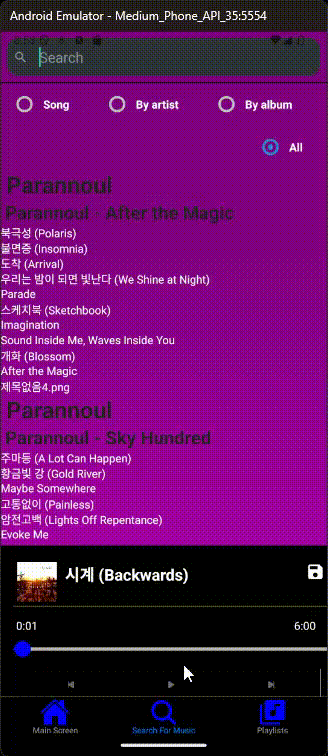 Android Emulator - Medium_Phone_API_35:5554
Search
Song
By artist
By album
All
Parannoul
Parannoul - After the Magic
북극성 (Polaris)
불면증 (Insomnia)
도착 (Arrival)
우리는 밤이 되면 빛난다 (We Shine at Night)
Parade
스케치북 (Sketchbook)
Imagination
Sound Inside Me, Waves Inside You
개화 (Blossom)
After the Magic
제목없음4.png
Parannoul
Parannoul - Sky Hundred
주마등 (A Lot Can Happen)
황금빛 강 (Gold River)
Maybe Somewhere
고통없이 (Painless)
암전고백 (Lights Off Repentance)
Evoke Me
시계 (Backwards)
0:01
6:00
Main Screen
Search For Music
Playlists